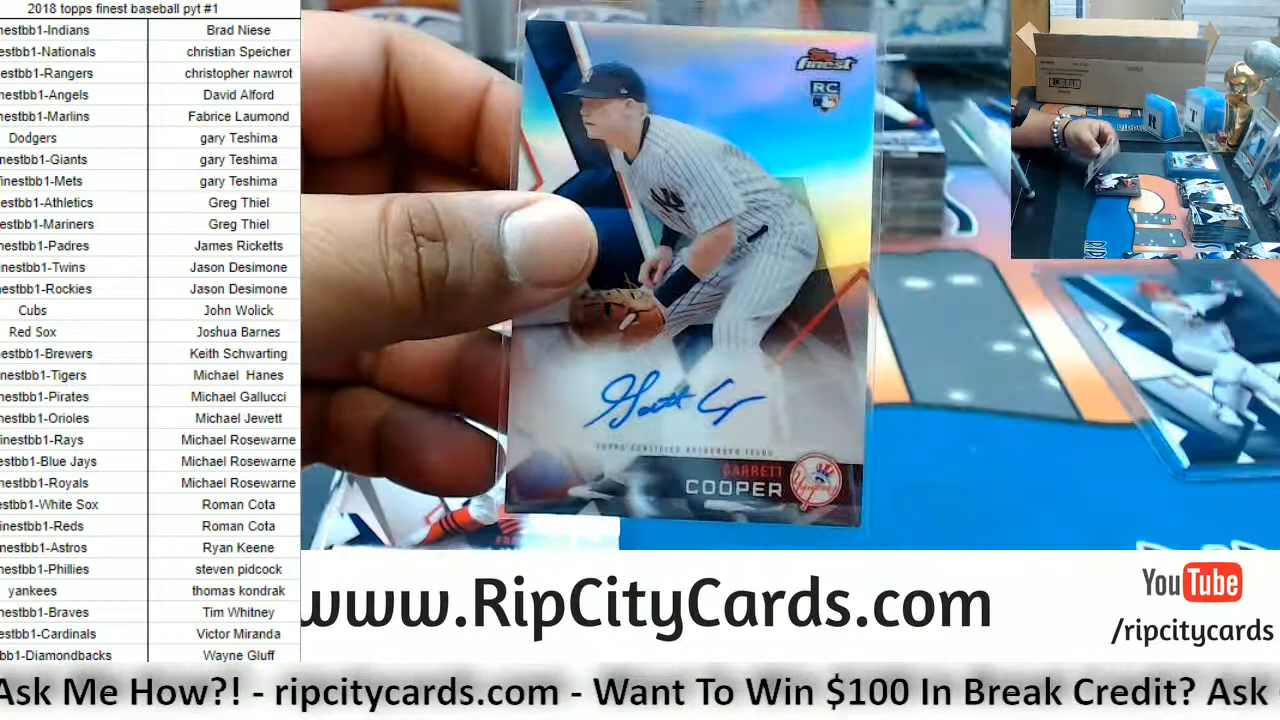 2018 topps finest baseball pyt #1
nestbb1-Indians Brad Niese
nestbb1-Nationals christian Speicher
estbb1-Rangers christopher nawrot
nestbb1-Angels David Alford
nestbb1-Marlins Fabrice Laumond
Dodgers gary Teshima
nestbb1-Giants gary Teshima
finestbb1-Mets gary Teshima
estbb1-Athletics Greg Thiel
estbb1-Mariners Greg Thiel
nestbb1-Padres James Ricketts
inestbb1-Twins Jason Desimone
nestbb1-Rockies Jason Desimone
Cubs John Wolick
Red Sox Joshua Barnes
estbb1-Brewers Keith Schwarting
nestbb1-Tigers Michael Hanes
nestbb1-Pirates Michael Gallucci
estbb1-Orioles Michael Jewett
inestbb1-Rays Michael Rosewarne
estbb1-Blue Jays Michael Rosewarne
nestbb1-Royals Michael Rosewarne
nestbb1-White Sox Roman Cota
inestbb1-Reds Roman Cota
nestbb1-Astros Ryan Keene
nestbb1-Phillies steven pidcock
yankees thomas kondrak
nestbb1-Braves Tim Whitney
estbb1-Cardinals Victor Miranda
bb1-Diamondbacks Wayne Gluff
Topps
finest
RC
TOPPS CERTIFIED AUTOGRAPH ISSUE
GARRETT
COOPER
Yankees
R T
www.RipCityCards.com
YouTube
/ripcitycards
Ask Me How?! - ripcitycards.com - Want To Win $100 In Break Credit? Ask